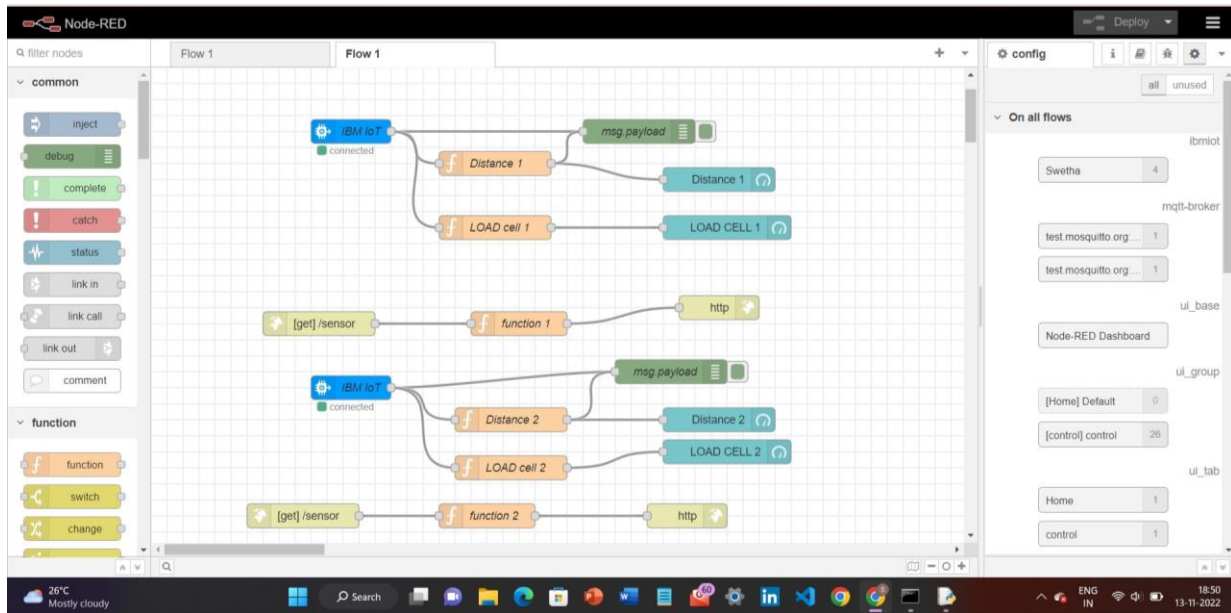 Node-RED
Deploy
filter nodes
Flow 1
Flow 1
config
i
all unused
common
inject
debug
complete
catch
status
link in
link call
link out
comment
function
function
switch
change
IBM IoT
connected
msg.payload
Distance 1
Distance 1
LOAD cell 1
LOAD CELL 1
[get] /sensor
function 1
http
IBM IoT
connected
msg.payload
Distance 2
Distance 2
LOAD cell 2
LOAD CELL 2
[get] /sensor
function 2
http
On all flows
ibmiot
Swetha 4
mqtt-broker
test.mosquitto.org:... 1
test.mosquitto.org:... 1
ui_base
Node-RED Dashboard
ui_group
[Home] Default 0
[control] control 26
ui_tab
Home 1
control 1
26°C
Mostly cloudy
Search
60
ENG
IN
18:50
13-11-2022